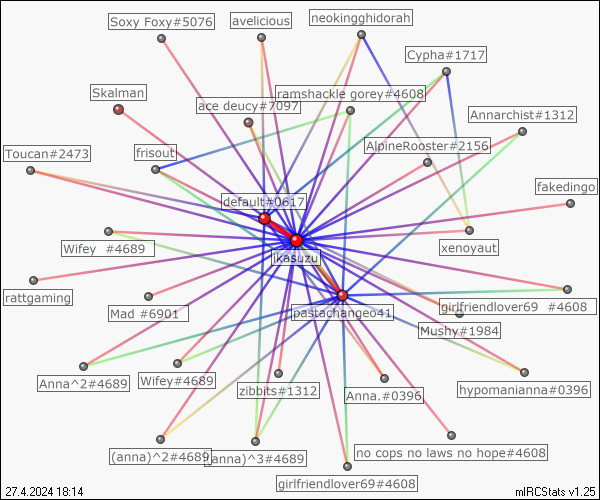 Soxy Foxy#5076
avelicious
neokingghidorah
Cypha#1717
Skalman
ramshackle gorey#4608
ace deucy#7097
Annarchist#1312
Toucan#2473
frisout
AlpineRooster#2156
fakedingo
default#0617
Wifey  #4689
xenoyaut
ikasuzu
rattgaming
Mad #6901
pastachangeo41
girlfriendlover69  #4608
Mushy#1984
Anna^2#4689
Wifey#4689
zibbits#1312
Anna.#0396
hypomanianna#0396
(anna)^2#4689
(anna)^3#4689
no cops no laws no hope#4608
girlfriendlover69#4608
27.4.2024 18:14
mIRCStats v1.25